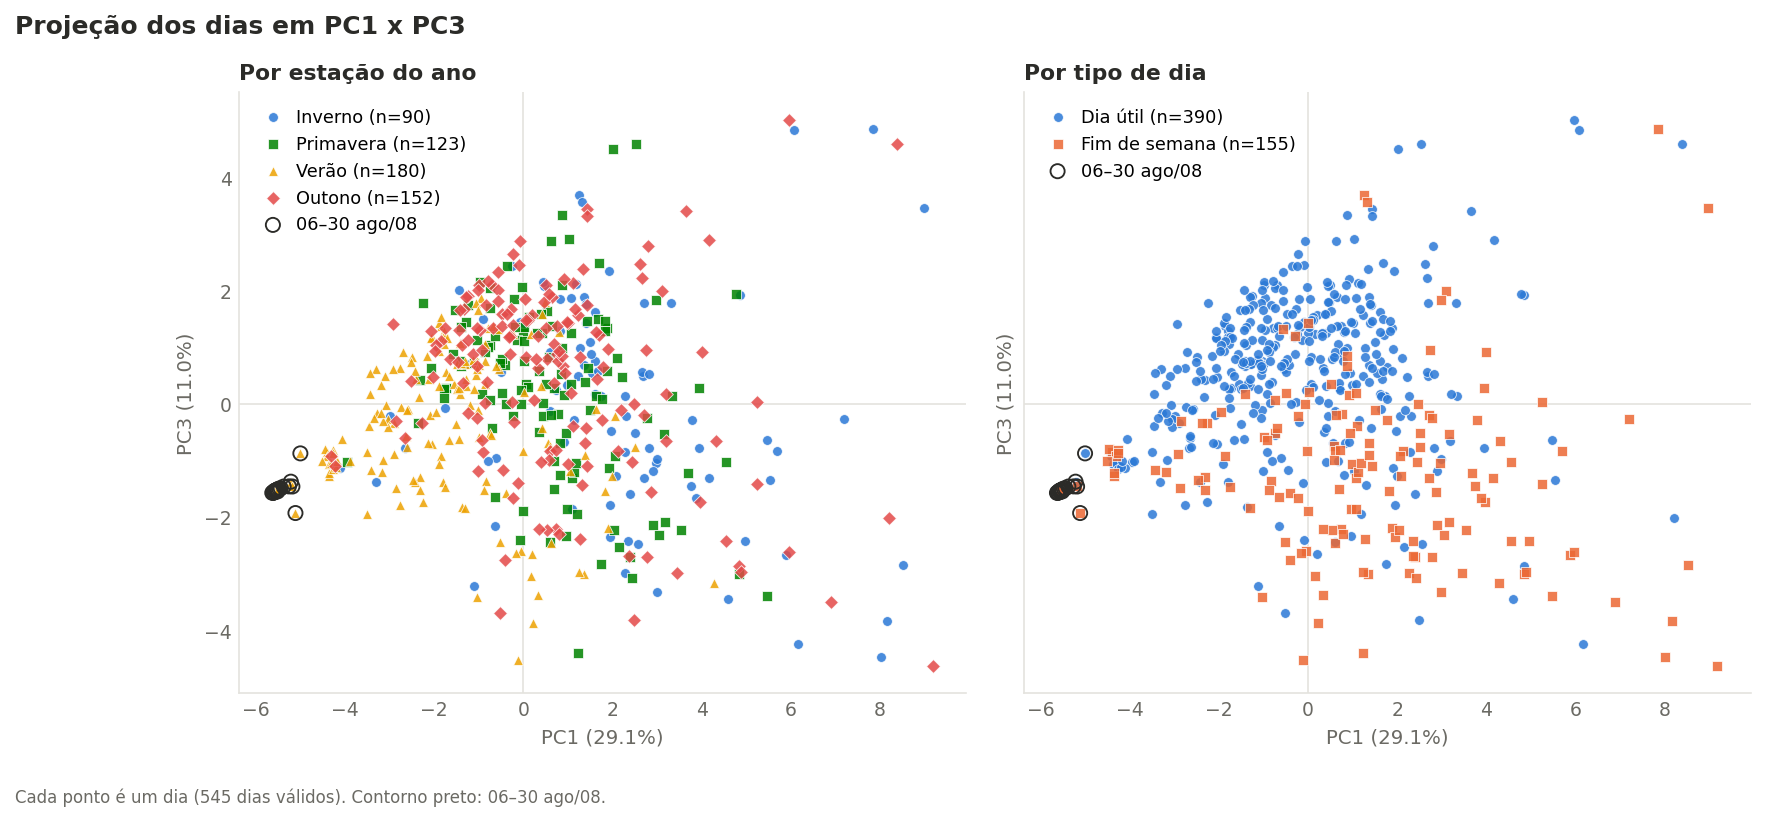 Projeção dos dias em PC1 x PC3
Por estação do ano
Inverno (n=90)
Primavera (n=123)
Verão (n=180)
Outono (n=152)
06–30 ago/08
4
2
0
−2
−4
PC3 (11.0%)
−6 −4 −2 0 2 4 6 8
PC1 (29.1%)
Por tipo de dia
Dia útil (n=390)
Fim de semana (n=155)
06–30 ago/08
PC3 (11.0%)
−6 −4 −2 0 2 4 6 8
PC1 (29.1%)
Cada ponto é um dia (545 dias válidos). Contorno preto: 06–30 ago/08.